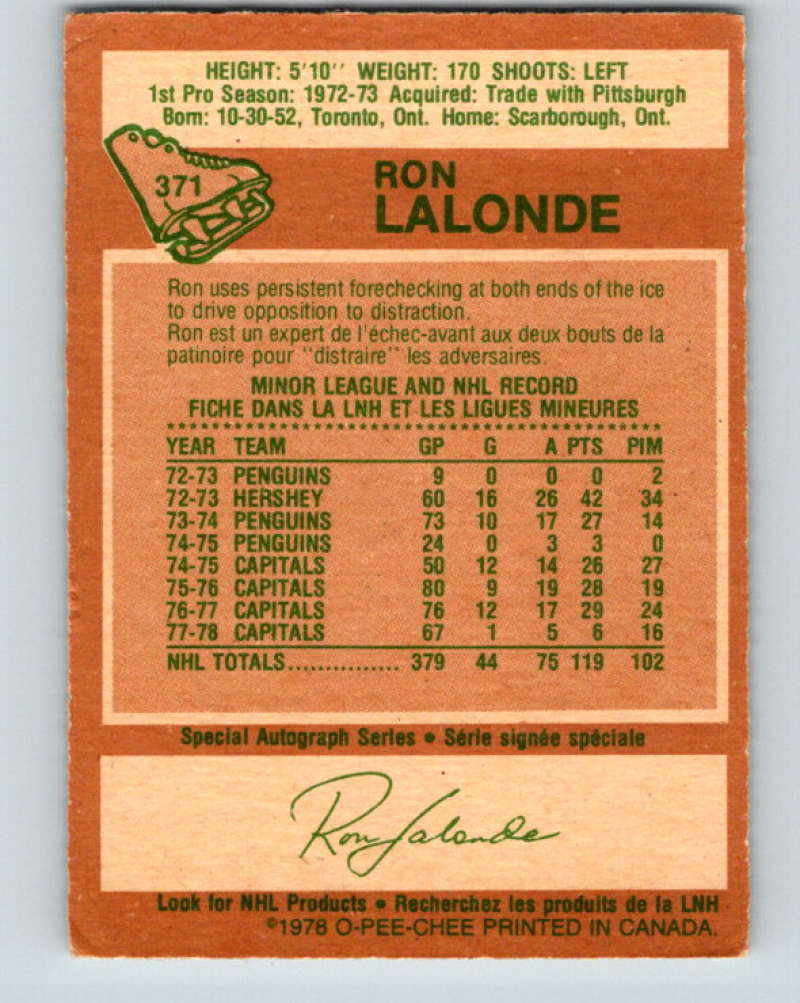 HEIGHT: 5'10'' WEIGHT: 170 SHOOTS: LEFT
1st Pro Season: 1972-73 Acquired: Trade with Pittsburgh
Born: 10-30-52, Toronto, Ont. Home: Scarborough, Ont.
371
RON
LALONDE
Ron uses persistent forechecking at both ends of the ice
to drive opposition to distraction.
Ron est un expert de l'échec-avant aux deux bouts de la
patinoire pour ''distraire'' les adversaires.
MINOR LEAGUE AND NHL RECORD
FICHE DANS LA LNH ET LES LIGUES MINEURES
YEAR TEAM GP G A PTS PIM
72-73 PENGUINS 9 0 0 0 2
72-73 HERSHEY 60 16 26 42 34
73-74 PENGUINS 73 10 17 27 14
74-75 PENGUINS 24 0 3 3 0
74-75 CAPITALS 50 12 14 26 27
75-76 CAPITALS 80 9 19 28 19
76-77 CAPITALS 76 12 17 29 24
77-78 CAPITALS 67 1 5 6 16
NHL TOTALS............... 379 44 75 119 102
Special Autograph Series • Série signée spéciale
Ron Lalonde
Look for NHL Products • Recherchez les produits de la LNH
©1978 O-PEE-CHEE PRINTED IN CANADA.